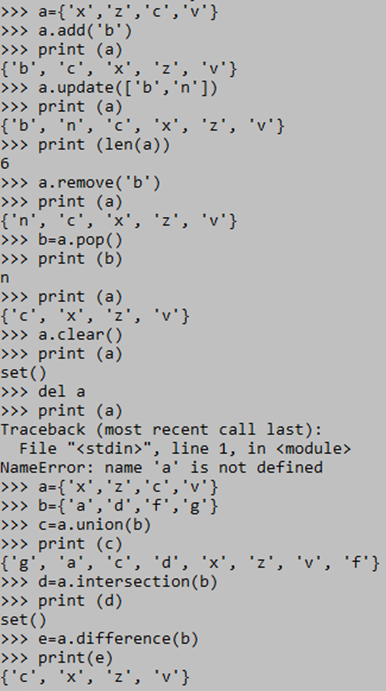 >>> a={'x','z','c','v'}
>>> a.add('b')
>>> print (a)
{'b', 'c', 'x', 'z', 'v'}
>>> a.update(['b','n'])
>>> print (a)
{'b', 'n', 'c', 'x', 'z', 'v'}
>>> print (len(a))
6
>>> a.remove('b')
>>> print (a)
{'n', 'c', 'x', 'z', 'v'}
>>> b=a.pop()
>>> print (b)
n
>>> print (a)
{'c', 'x', 'z', 'v'}
>>> a.clear()
>>> print (a)
set()
>>> del a
>>> print (a)
Traceback (most recent call last):
  File "<stdin>", line 1, in <module>
NameError: name 'a' is not defined
>>> a={'x','z','c','v'}
>>> b={'a','d','f','g'}
>>> c=a.union(b)
>>> print (c)
{'g', 'a', 'c', 'd', 'x', 'z', 'v', 'f'}
>>> d=a.intersection(b)
>>> print (d)
set()
>>> e=a.difference(b)
>>> print(e)
{'c', 'x', 'z', 'v'}